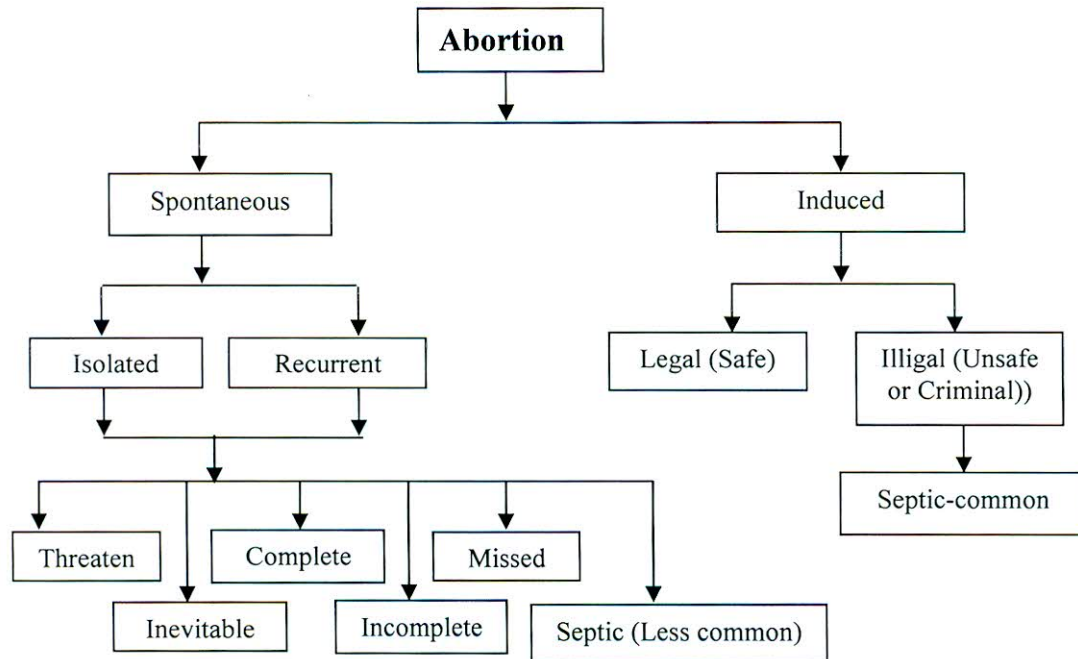 Abortion
Spontaneous
Induced
Isolated
Recurrent
Legal (Safe)
Illigal (Unsafe
or Criminal))
Septic-common
Threaten
Complete
Missed
Inevitable
Incomplete
Septic (Less common)